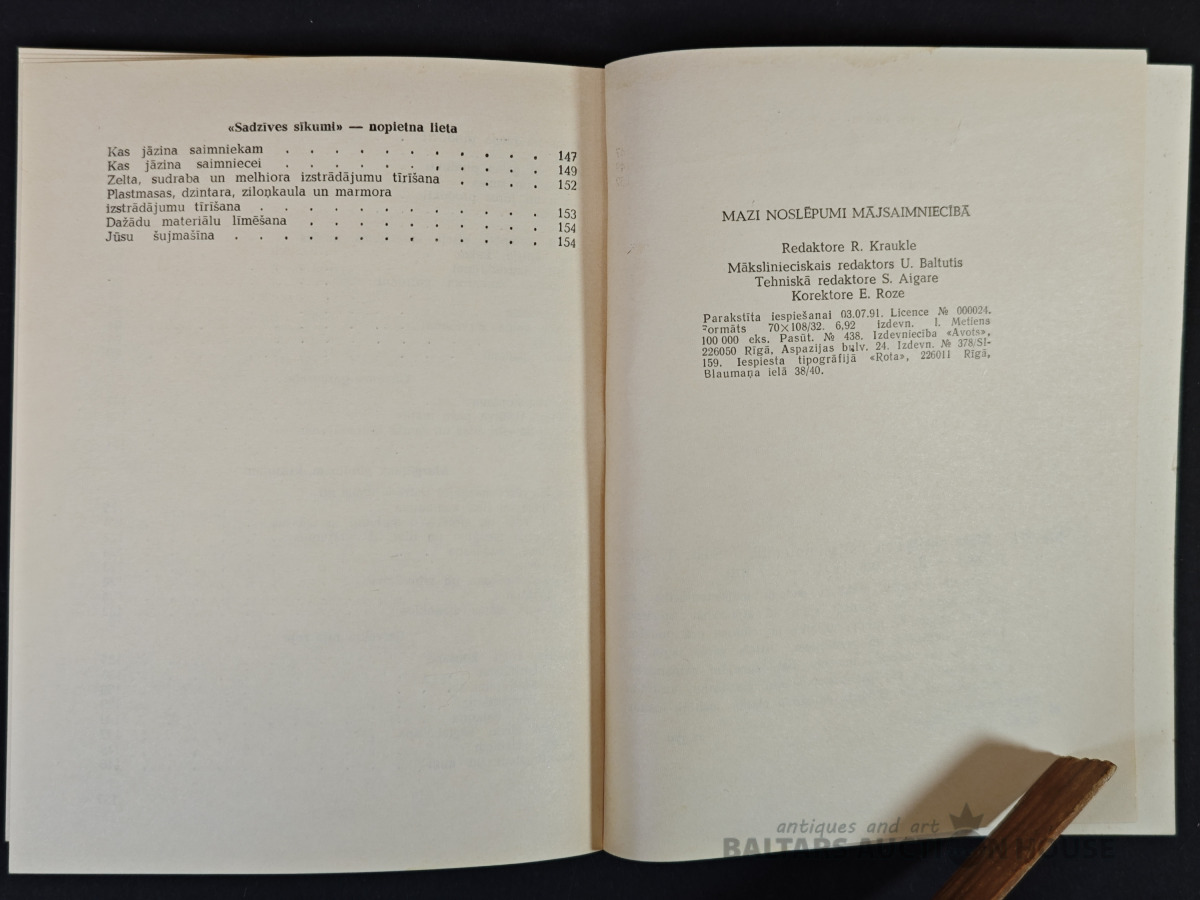 «Sadzīves sīkumi» — nopietna lieta
Kas jāzina saimniekam . . . . . . . . . . . 147
Kas jāzina saimniecei . . . . . . . . . . . 149
Zelta, sudraba un melhiora izstrādājumu tīrīšana . . . . 152
Plastmasas, dzintara, ziloņkaula un marmora
izstrādājumu tīrīšana . . . . . . . . . . . . 153
Dažādu materiālu līmēšana . . . . . . . . . . 154
Jūsu šujmašīna . . . . . . . . . . . . . 154
MAZI NOSLĒPUMI MĀJSAIMNIECĪBĀ
Redaktore R. Kraukle
Mākslinieciskais redaktors U. Baltutis
Tehniskā redaktore S. Aigare
Korektore E. Roze
Parakstīta iespiešanai 03.07.91. Licence № 000024.
Formāts 70×108/32. 6,92 izdevn. l. Metiens
100 000 eks. Pasūt. № 438. Izdevniecība «Avots»,
226050 Rīgā, Aspazijas bulv. 24. Izdevn. № 378/SI-
159. Iespiesta tipogrāfijā «Rota», 226011 Rīgā,
Blaumaņa ielā 38/40.
antiques and art
BALTARS AUCTION HOUSE